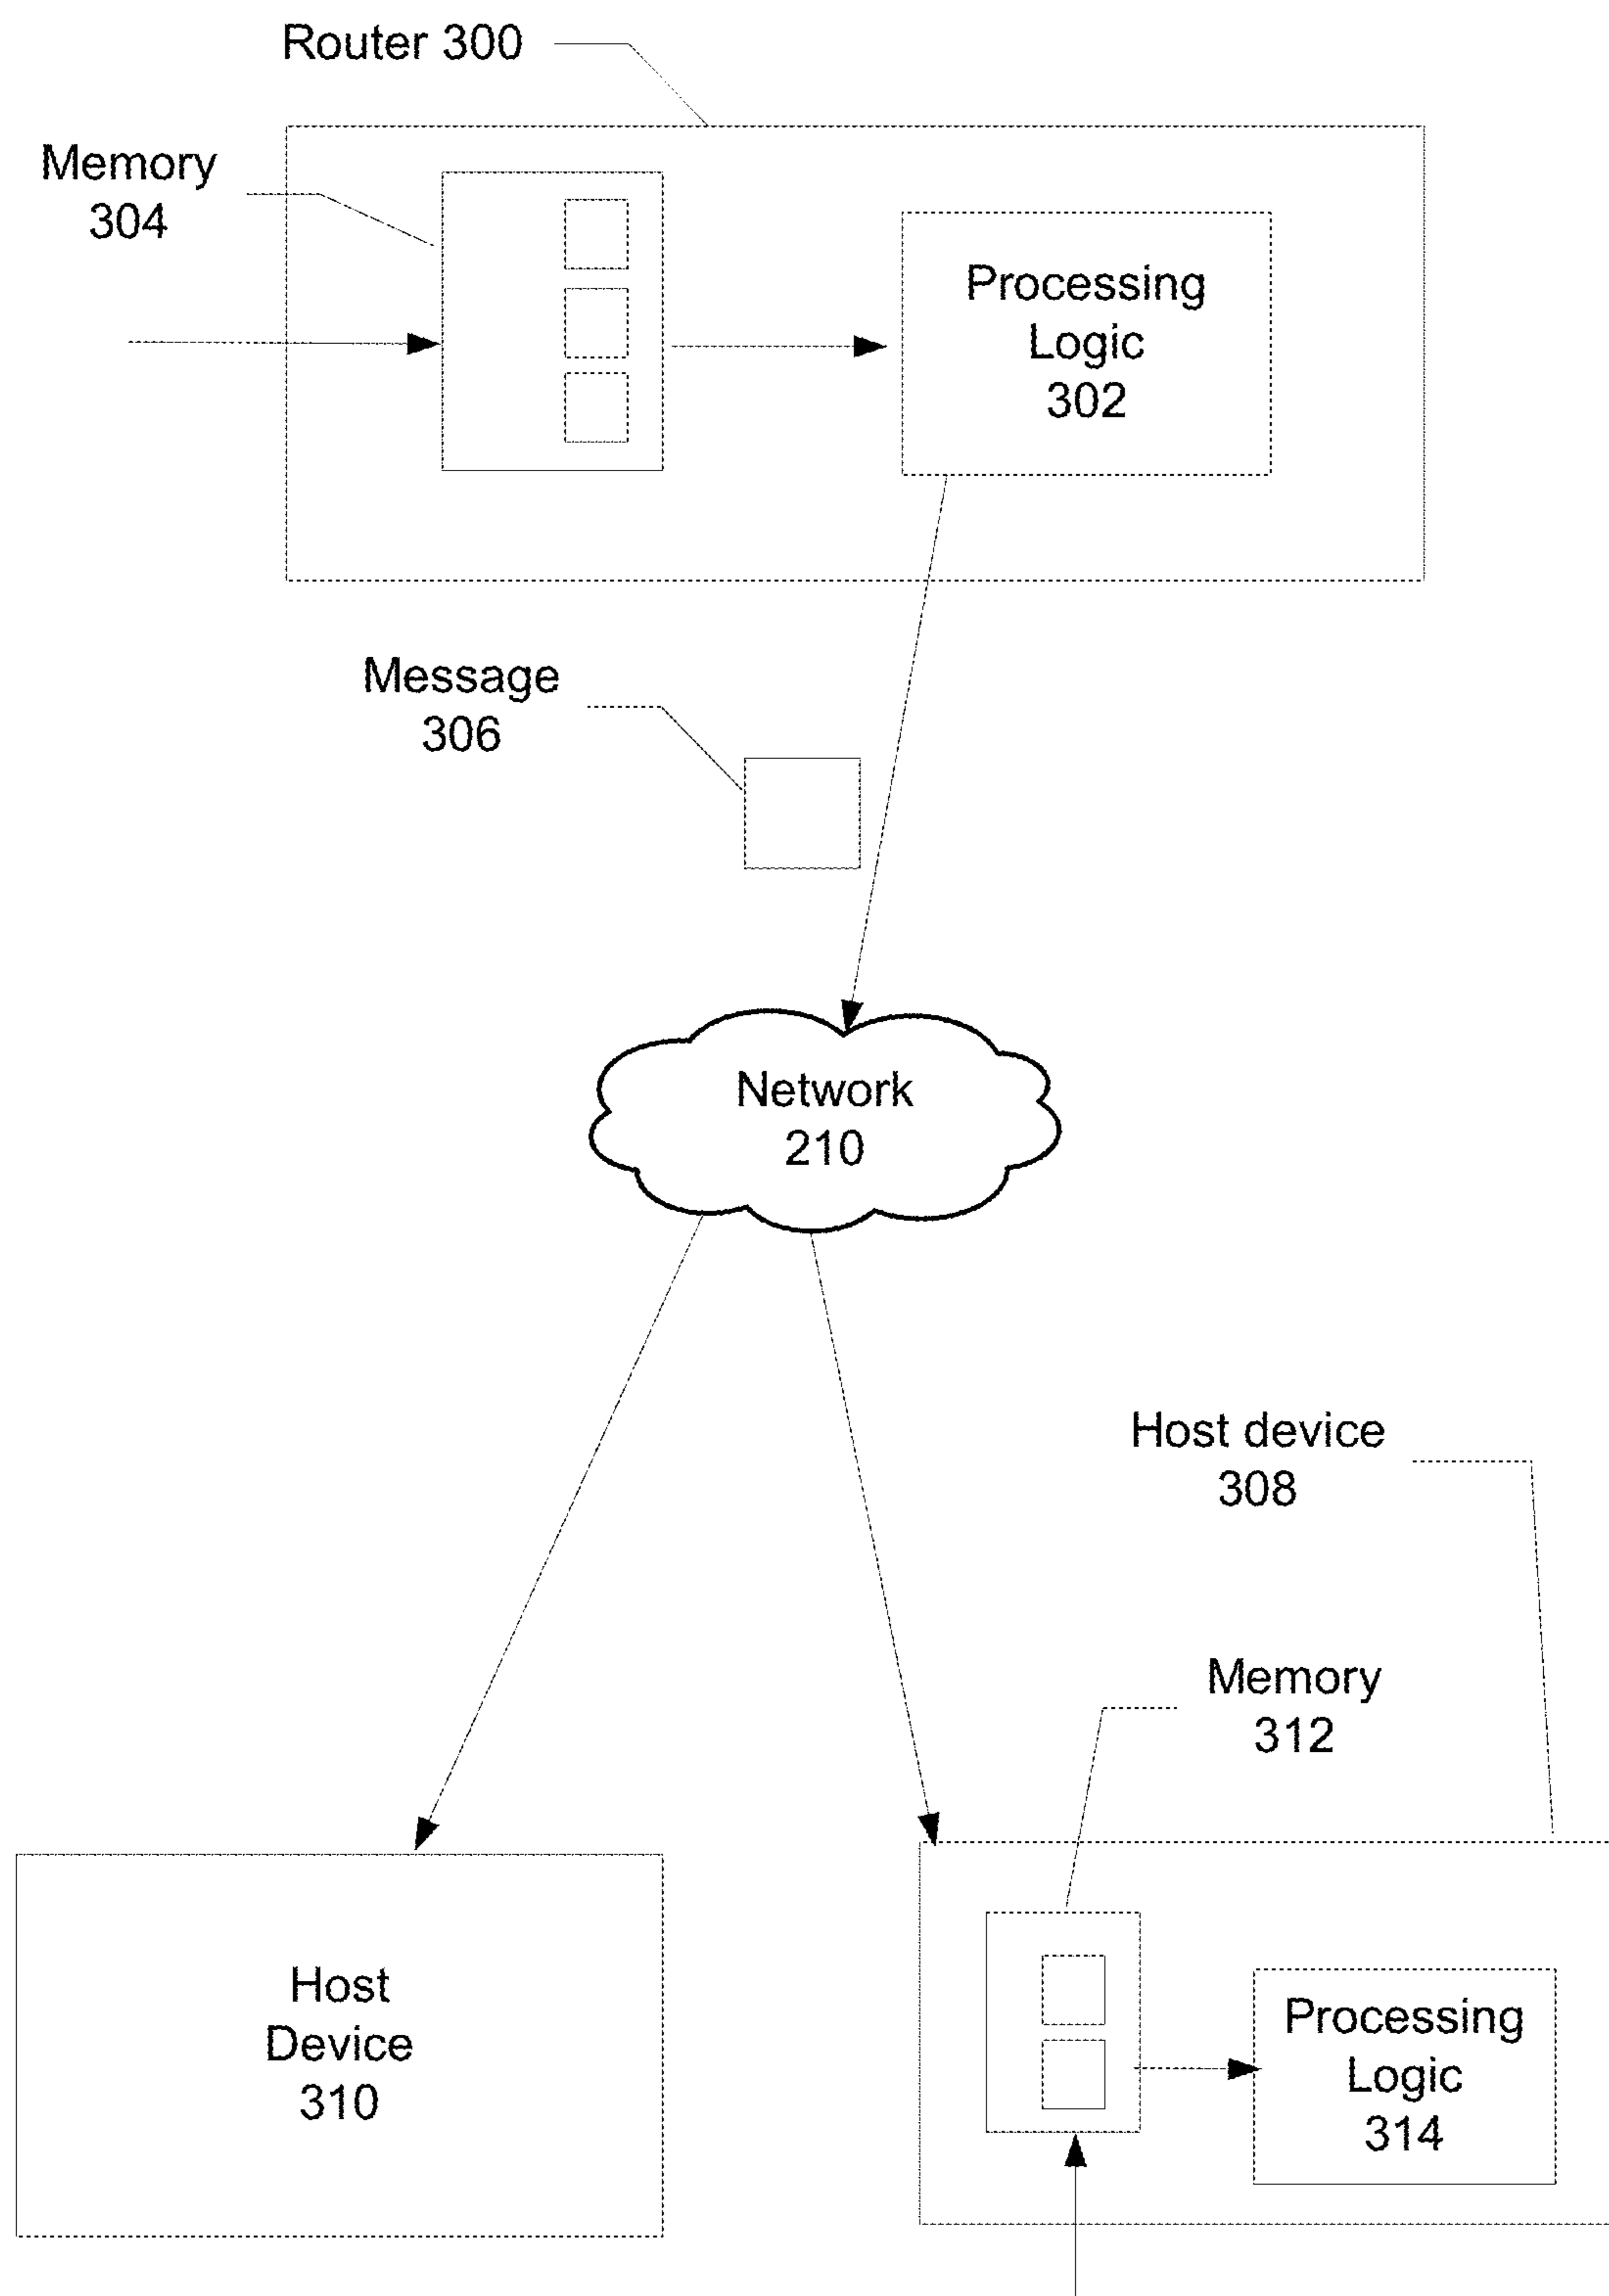 Router 300
Memory
304
Processing
Logic
302
Message
306
Network
210
Host device
308
Memory
312
Host
Device
310
Processing
Logic
314